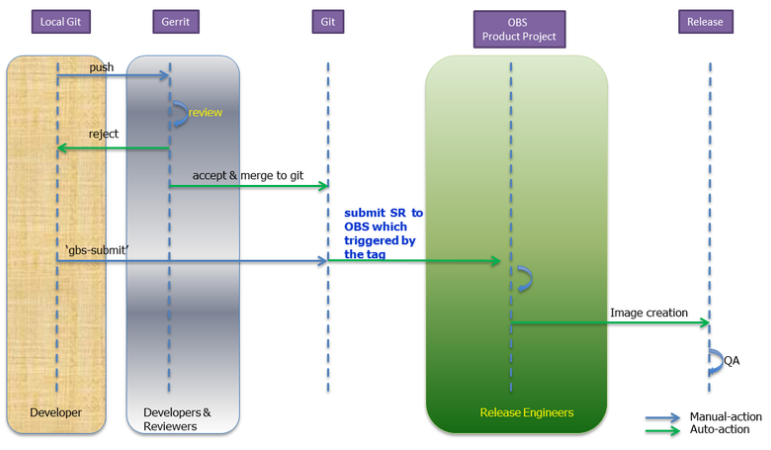 Local Git
Gerrit
Git
OBS
Product Project
Release
push
review
reject
accept & merge to git
submit SR to
OBS which
triggered by
the tag
‘gbs-submit’
Image creation
QA
Developer
Developers &
Reviewers
Release Engineers
Manual-action
Auto-action